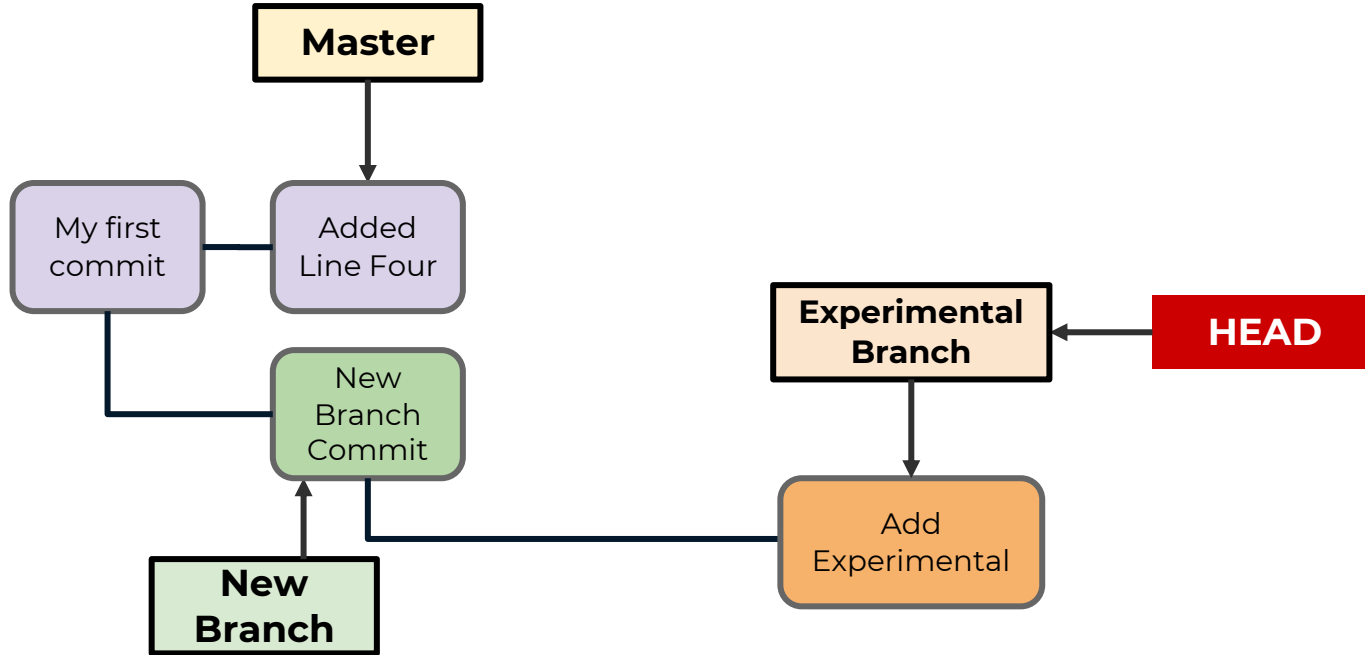 Master
My first
commit
Added
Line Four
Experimental
Branch
HEAD
New
Branch
Commit
Add
Experimental
New
Branch